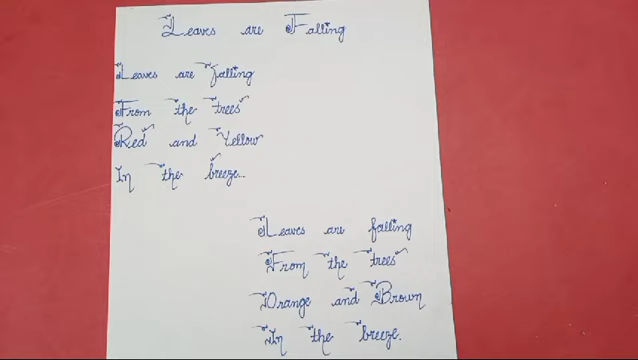 Leaves are Falling
Leaves are falling
From the trees
Red and Yellow
In the breeze...
Leaves are falling
From the trees
Orange and Brown
In the breeze.